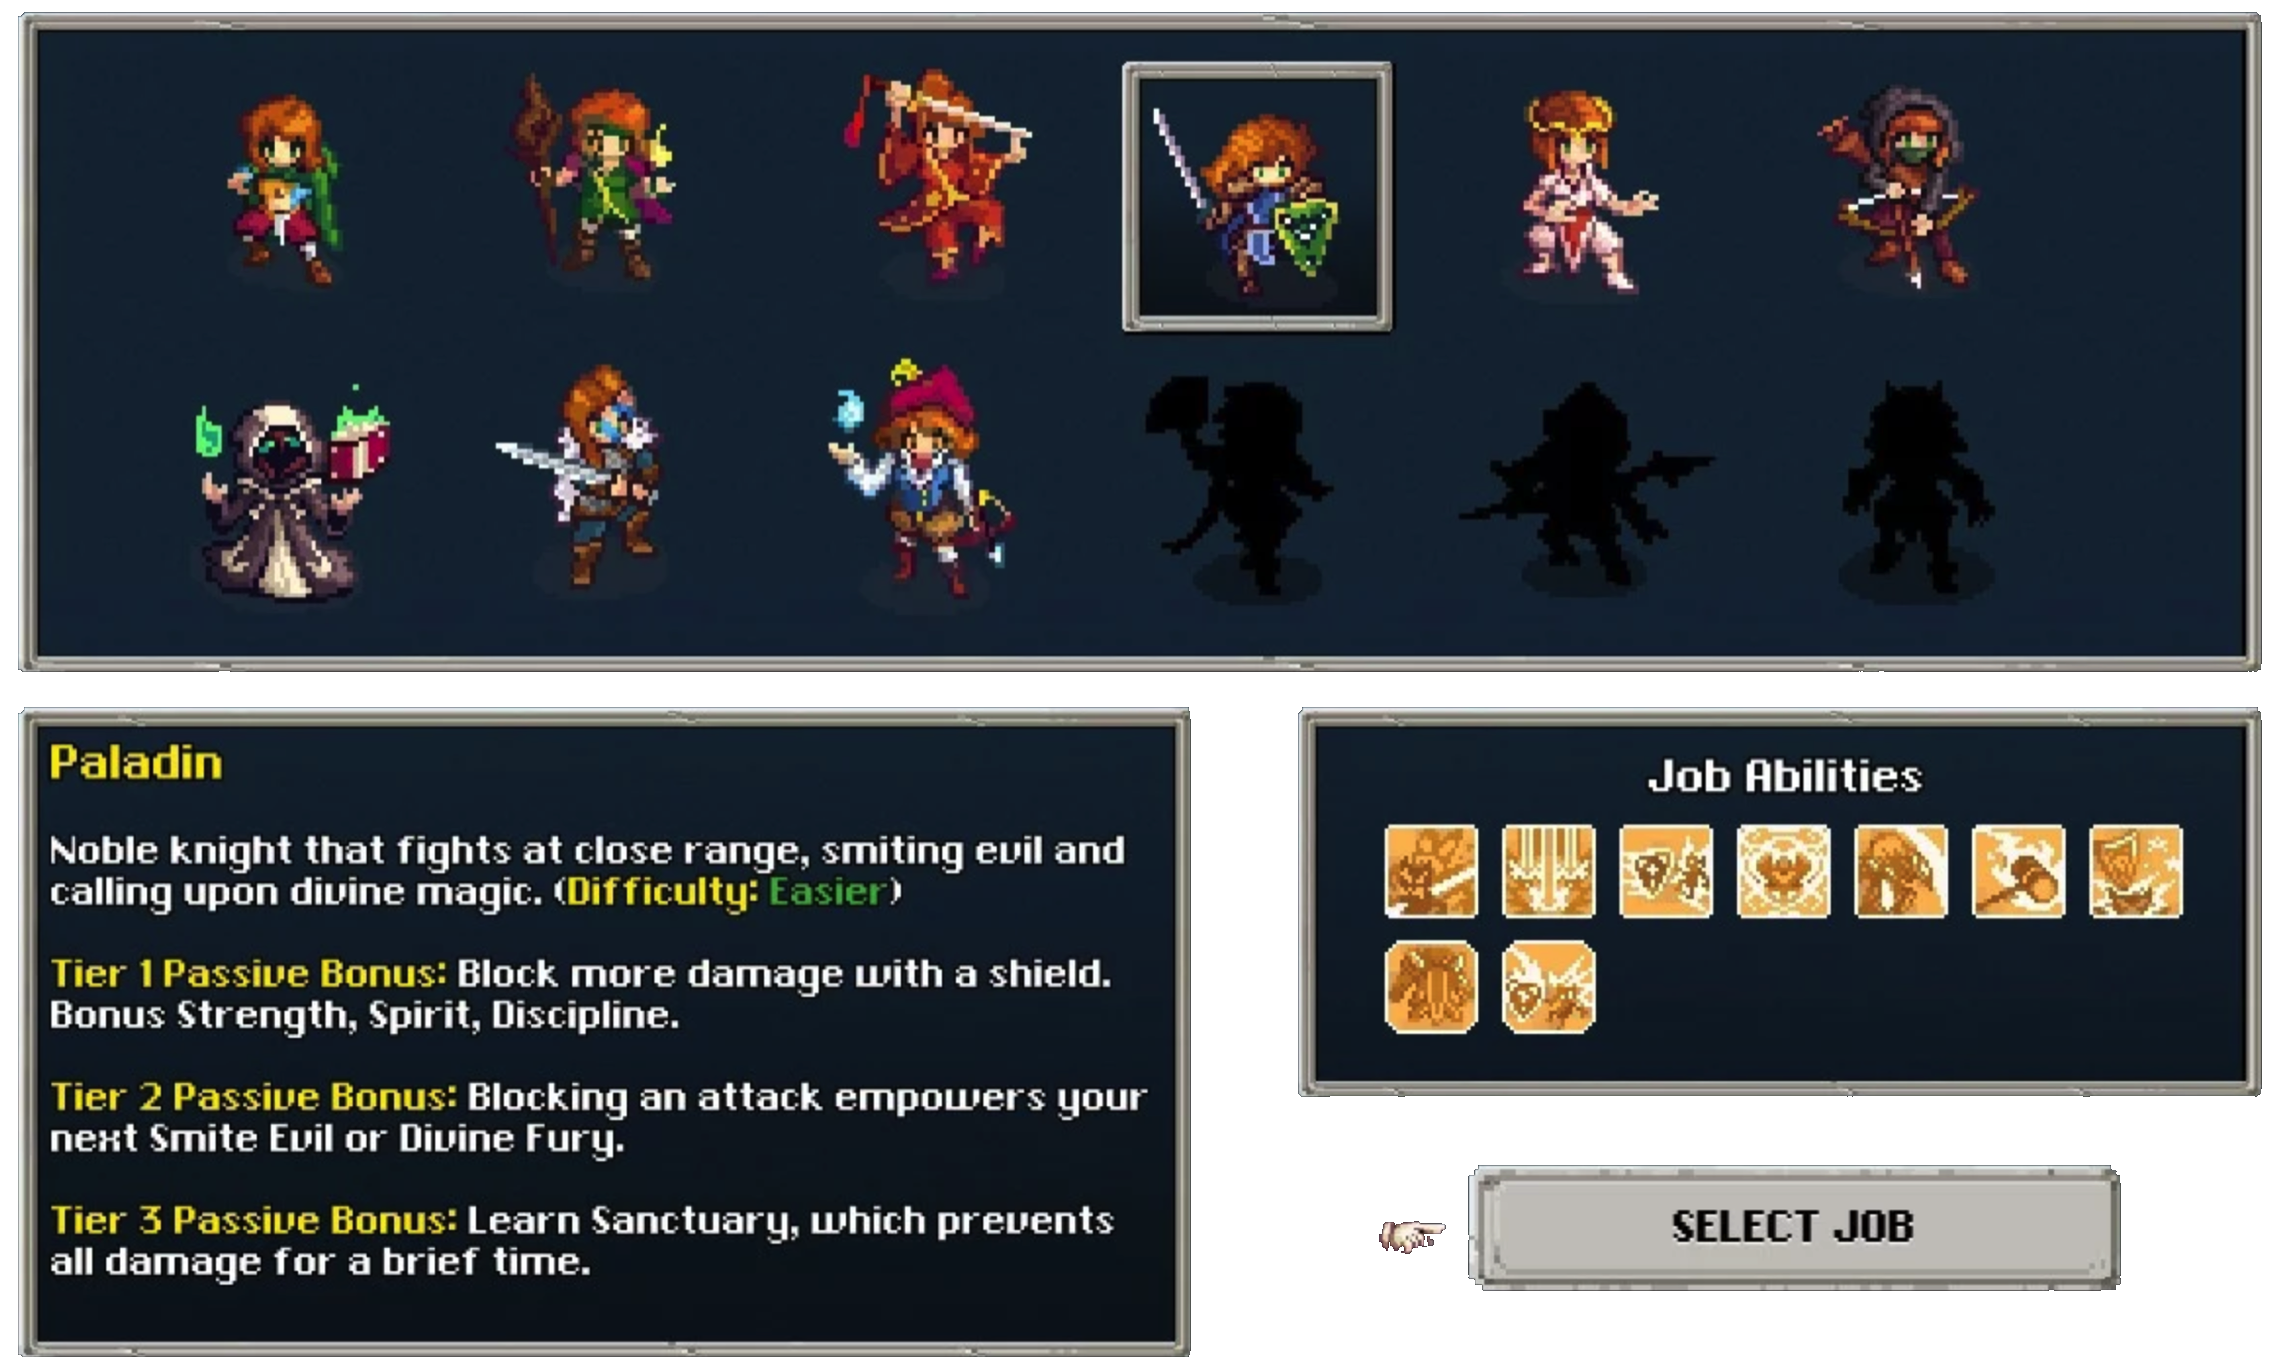 Paladin
Noble knight that fights at close range, smiting evil and
calling upon divine magic. (Difficulty: Easier)
Tier 1 Passive Bonus: Block more damage with a shield.
Bonus Strength, Spirit, Discipline.
Tier 2 Passive Bonus: Blocking an attack empowers your
next Smite Evil or Divine Fury.
Tier 3 Passive Bonus: Learn Sanctuary, which prevents
all damage for a brief time.
Job Abilities
SELECT JOB